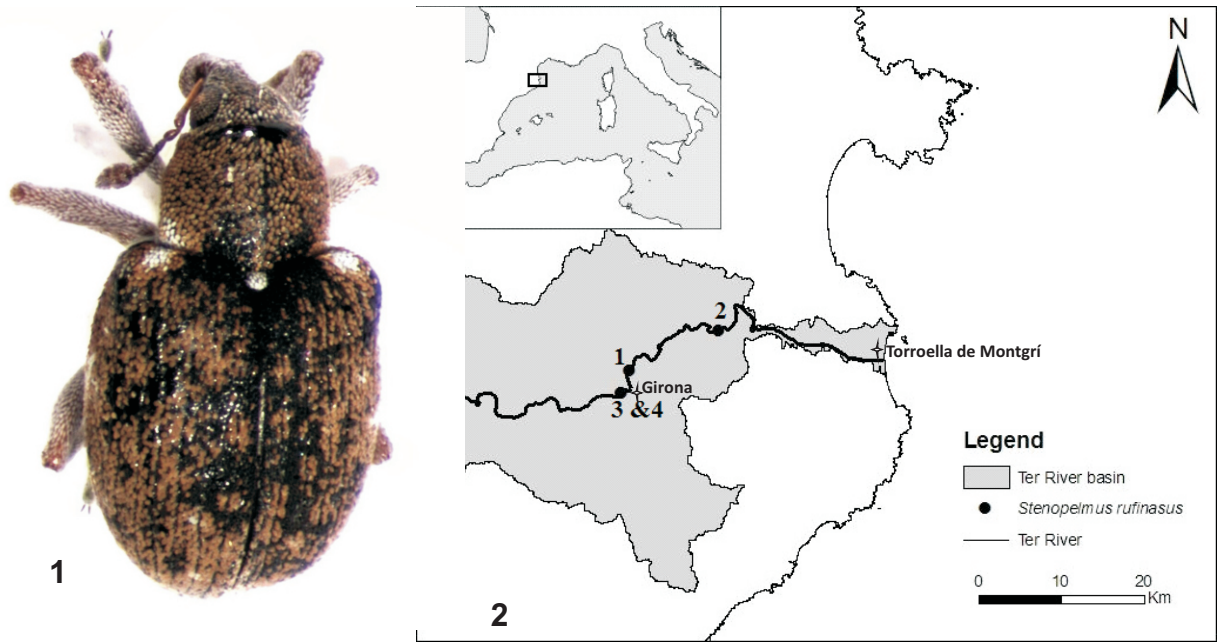 1
N
2
1
Torroella de Montgrí
Girona
3 &4
Legend
Ter River basin
Stenopelmus rufinasus
Ter River
0 10 20
Km
2